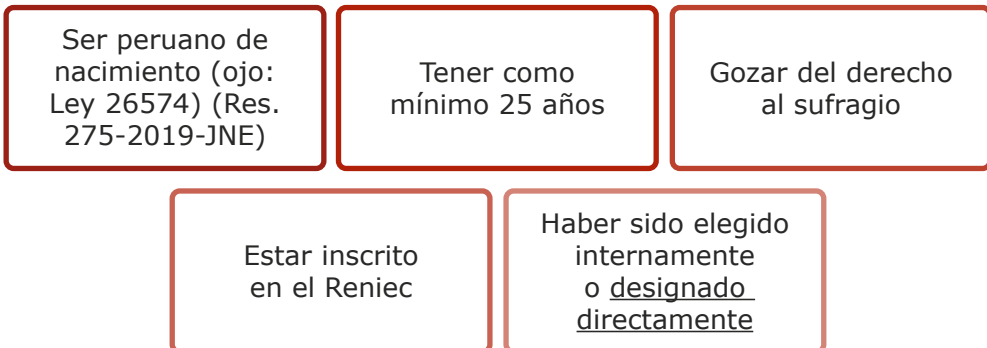 Ser peruano de
nacimiento (ojo:
Ley 26574) (Res.
275-2019-JNE)
Tener como
mínimo 25 años
Gozar del derecho
al sufragio
Estar inscrito
en el Reniec
Haber sido elegido
internamente
o designado
directamente